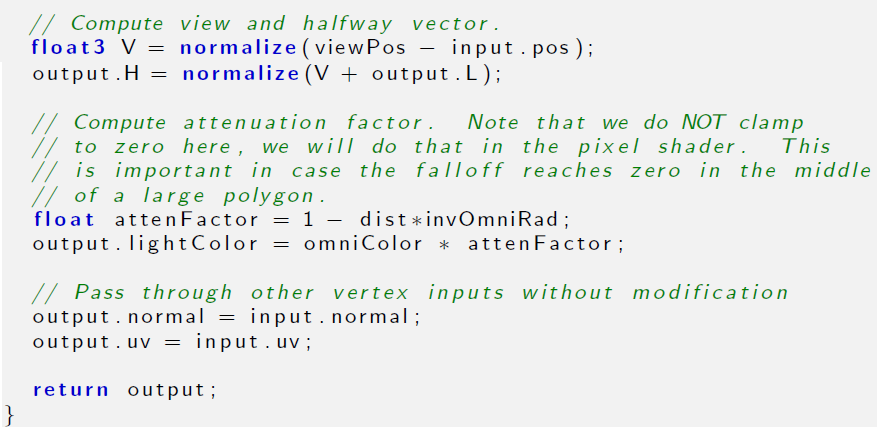 // Compute view and halfway vector.
float3 V = normalize(viewPos - input.pos);
output.H = normalize(V + output.L);
// Compute attenuation factor. Note that we do NOT clamp
// to zero here, we will do that in the pixel shader. This
// is important in case the falloff reaches zero in the middle
// of a large polygon.
float attenFactor = 1 - dist*invOmniRad;
output.lightColor = omniColor * attenFactor;
// Pass through other vertex inputs without modification
output.normal = input.normal;
output.uv = input.uv;
return output;
}